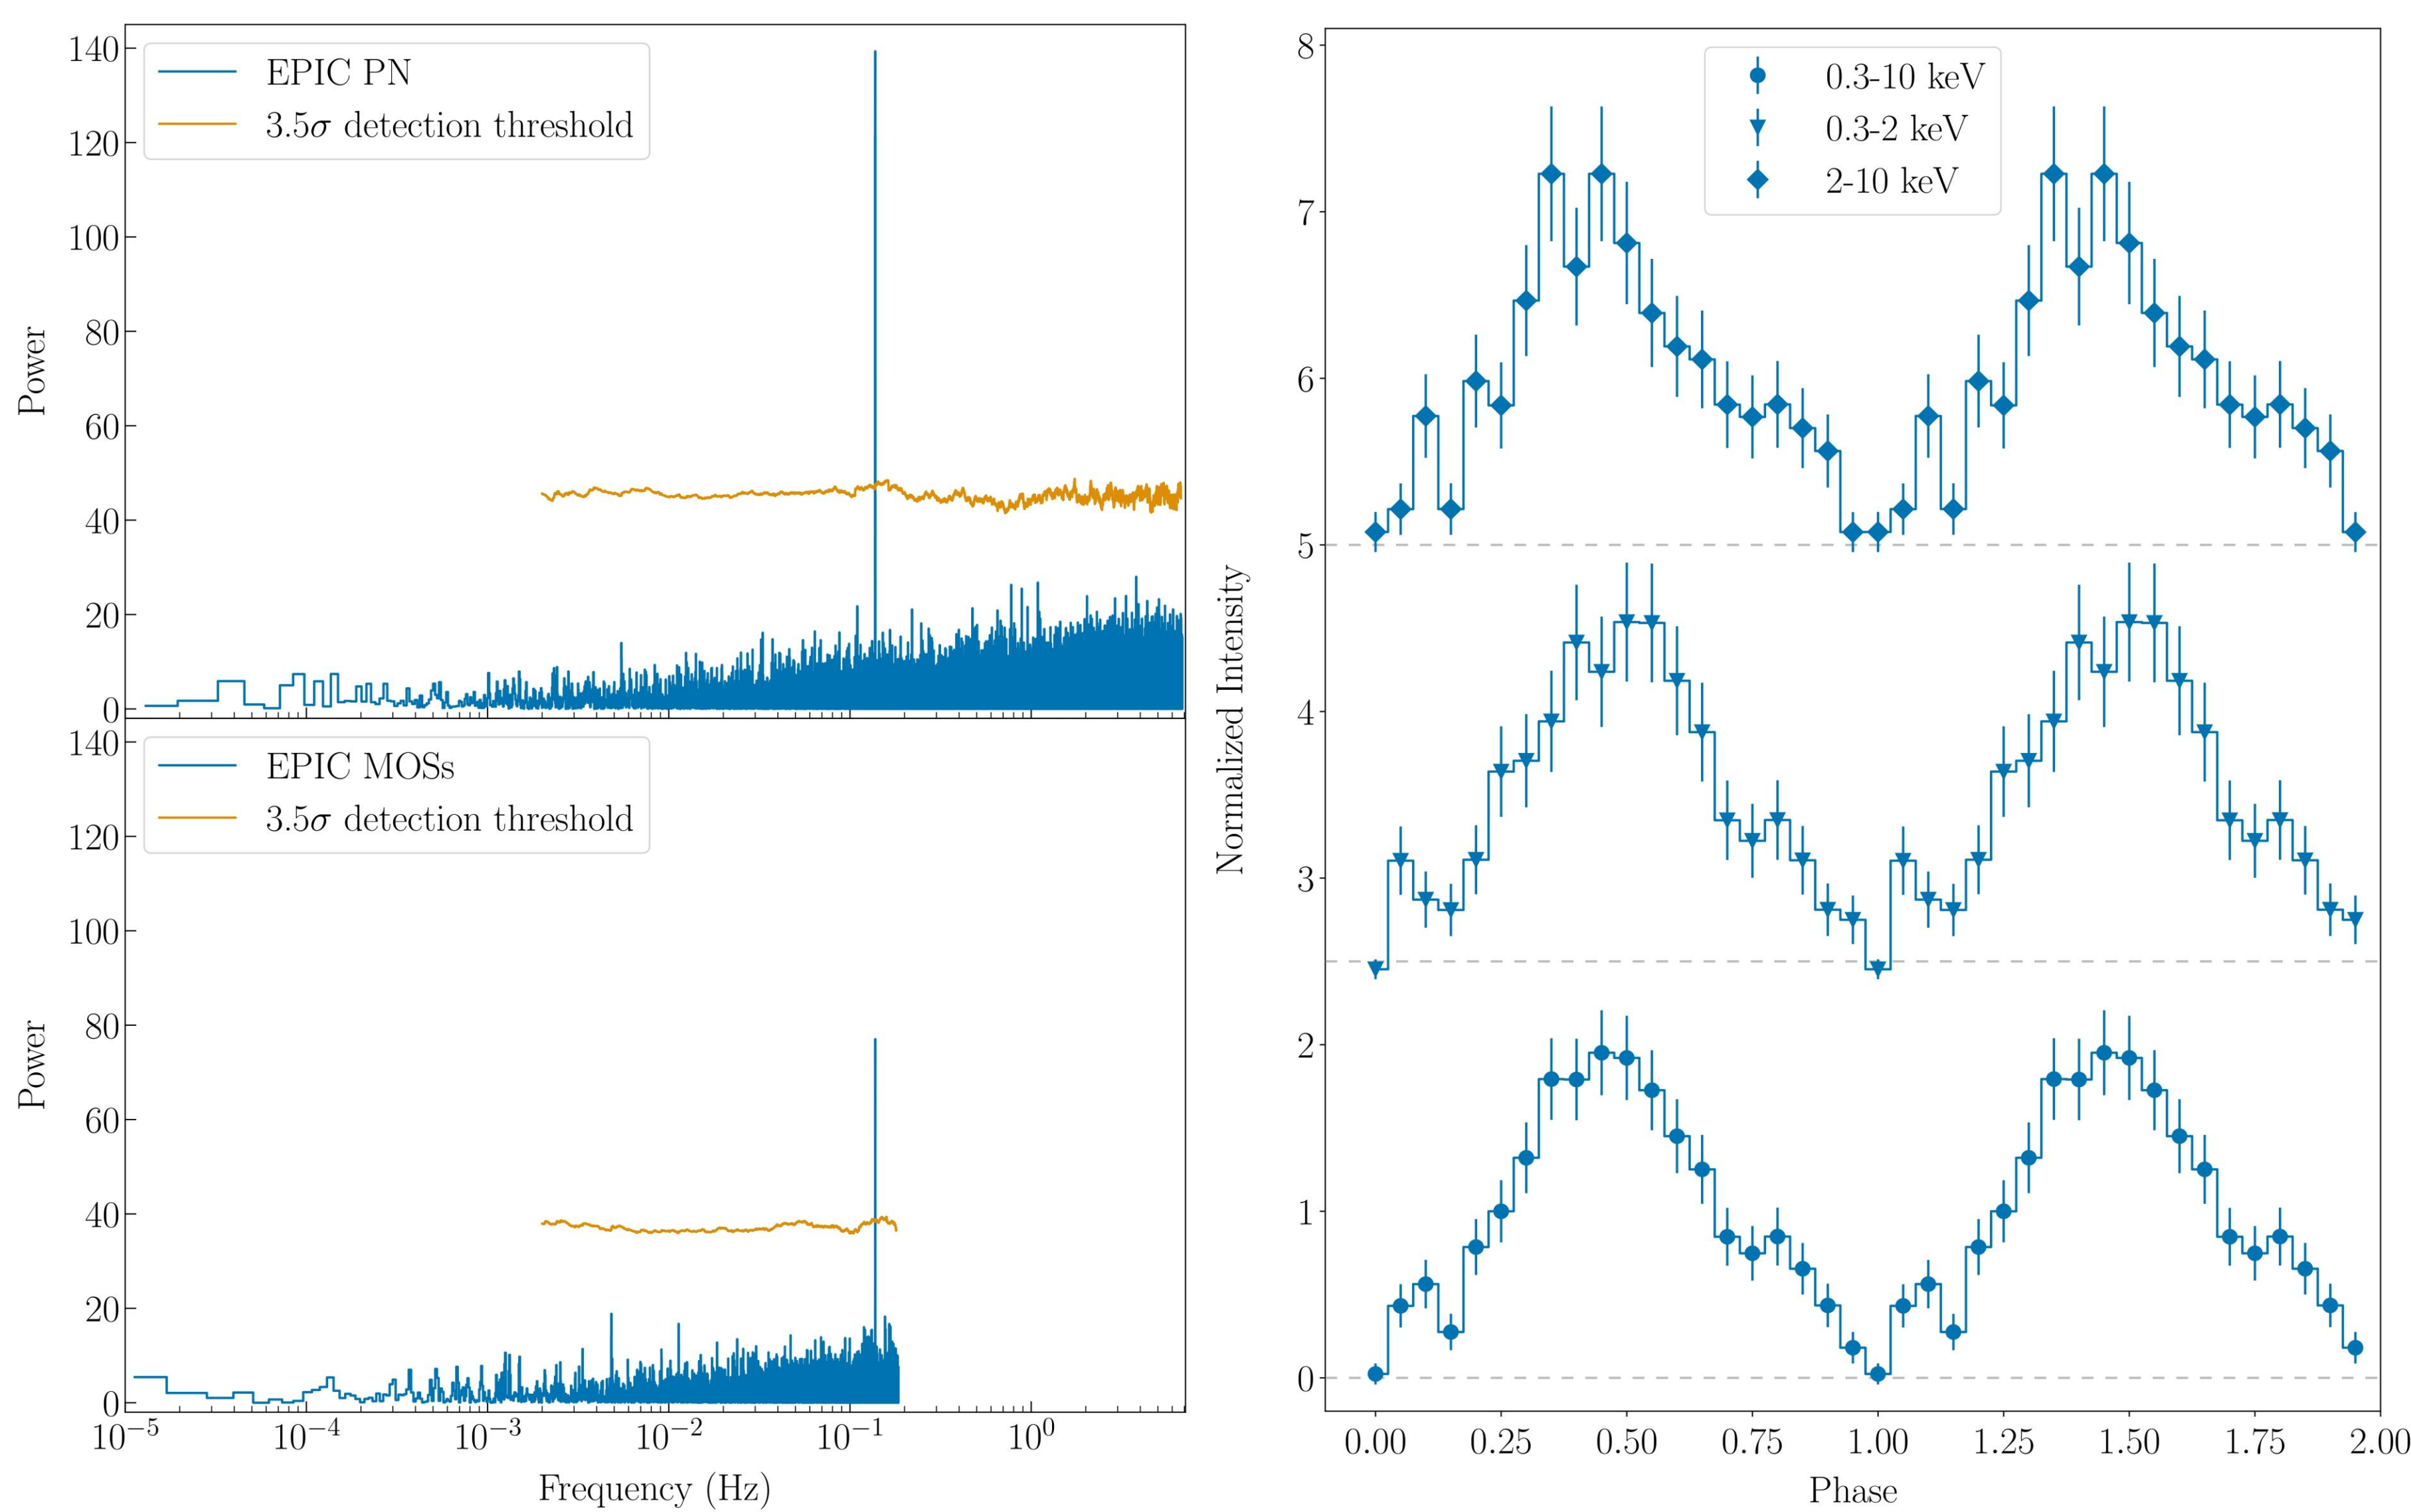 140
120
100
80
60
40
20
0
Power
EPIC PN
3.5σ detection threshold
140
120
100
80
60
40
20
0
Power
EPIC MOSs
3.5σ detection threshold
10⁻⁵ 10⁻⁴ 10⁻³ 10⁻² 10⁻¹ 10⁰
Frequency (Hz)
8
7
6
5
4
3
2
1
0
Normalized Intensity
0.3-10 keV
0.3-2 keV
2-10 keV
0.00 0.25 0.50 0.75 1.00 1.25 1.50 1.75 2.00
Phase